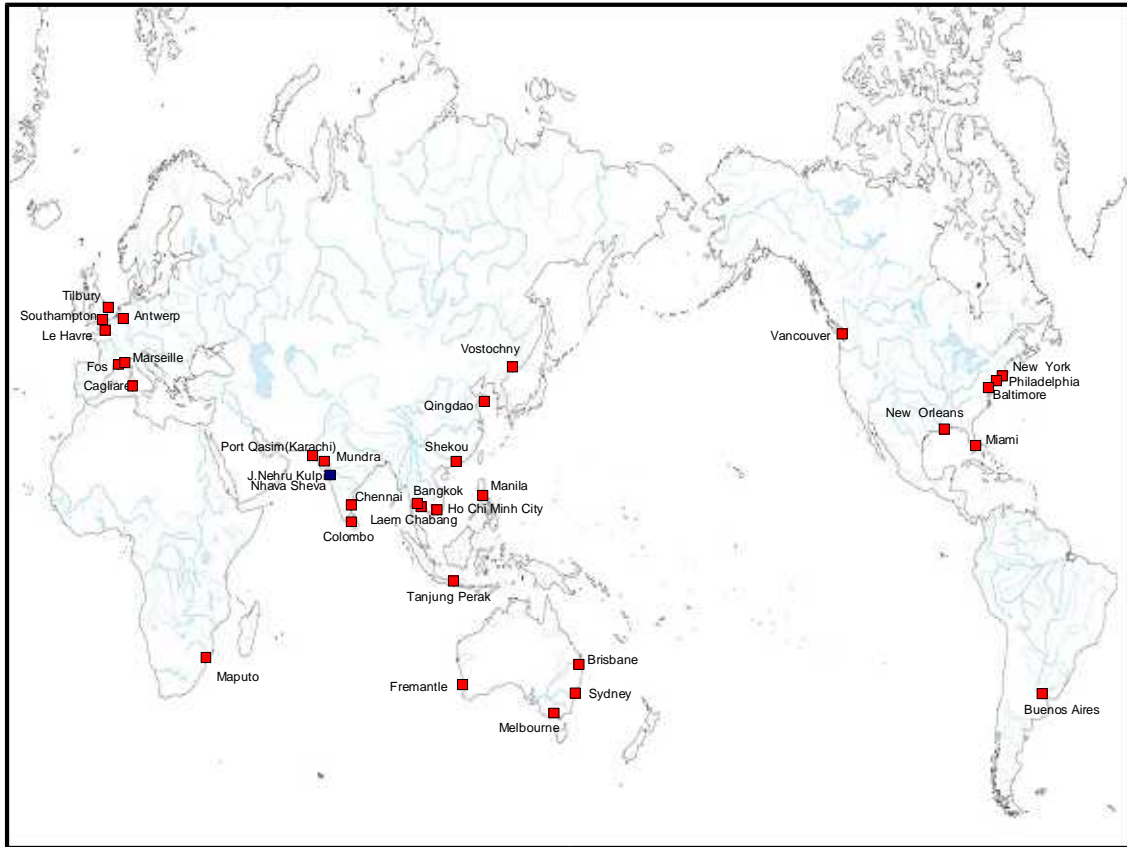 Tilbury
Southampton
Antwerp
Le Havre
Vostochny
Vancouver
Marseille
Fos
New York
Philadelphia
Cagliare
Baltimore
Qingdao
New Orleans
Miami
Port Qasim(Karachi)
Shekou
Mundra
J.Nehru Kulpi
Nhava Sheva
Manila
Chennai
Bangkok
Ho Chi Minh City
Laem Chabang
Colombo
Tanjung Perak
Brisbane
Maputo
Fremantle
Sydney
Buenos Aires
Melbourne